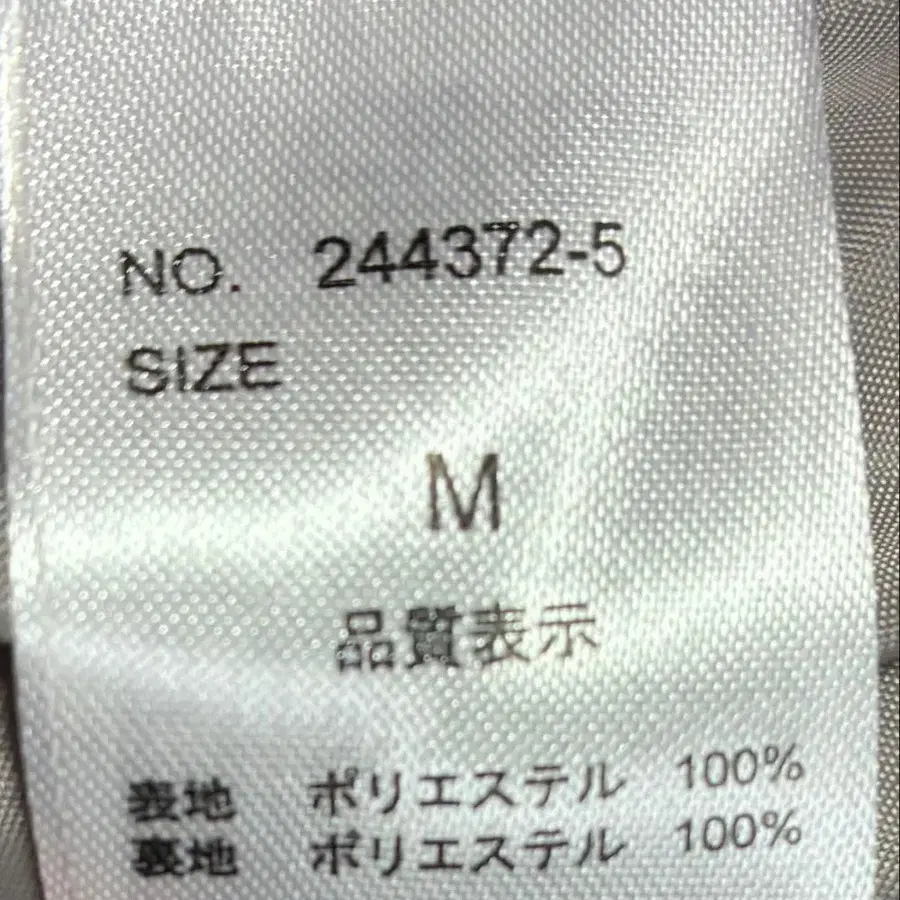 NO. 244372-5
SIZE
M
品質表示
表地 ポリエステル 100%
裏地 ポリエステル 100%